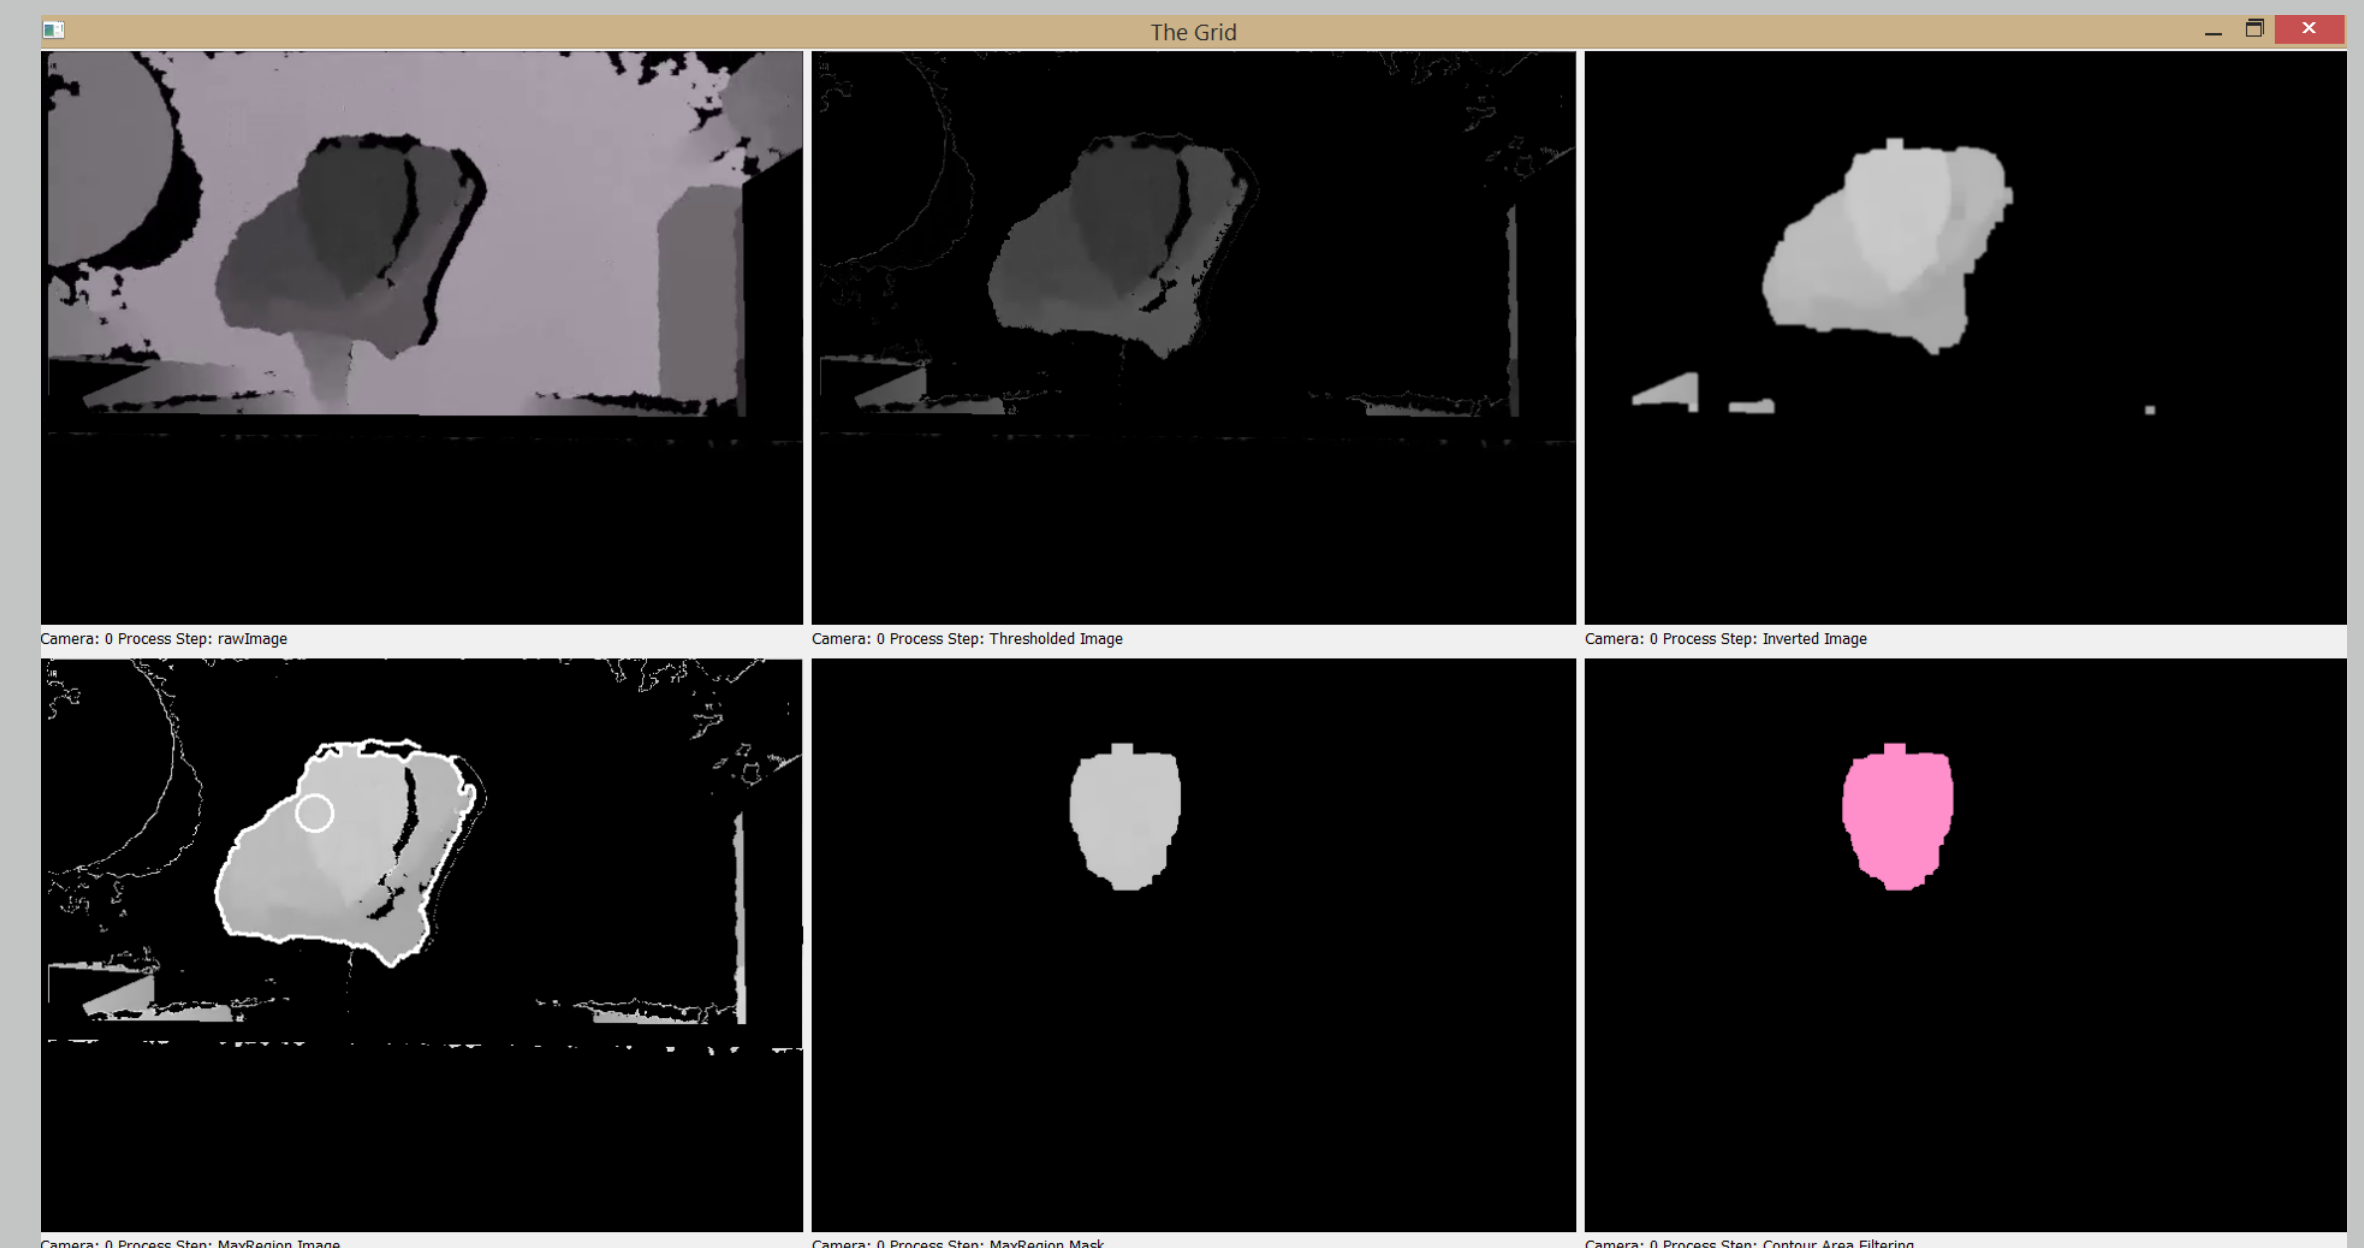 The Grid
Camera: 0 Process Step: rawImage
Camera: 0 Process Step: Thresholded Image
Camera: 0 Process Step: Inverted Image
Camera: 0 Process Step: MaxRegion Image
Camera: 0 Process Step: MaxRegion Mask
Camera: 0 Process Step: Contour Area Filtering